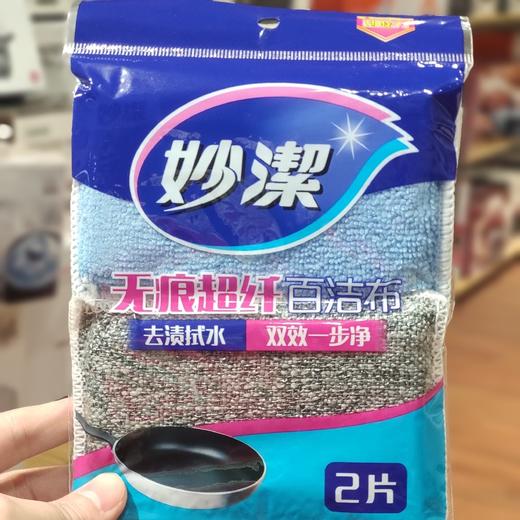 妙潔
无痕超纤百洁布
去渍拭水 双效一步净
2片